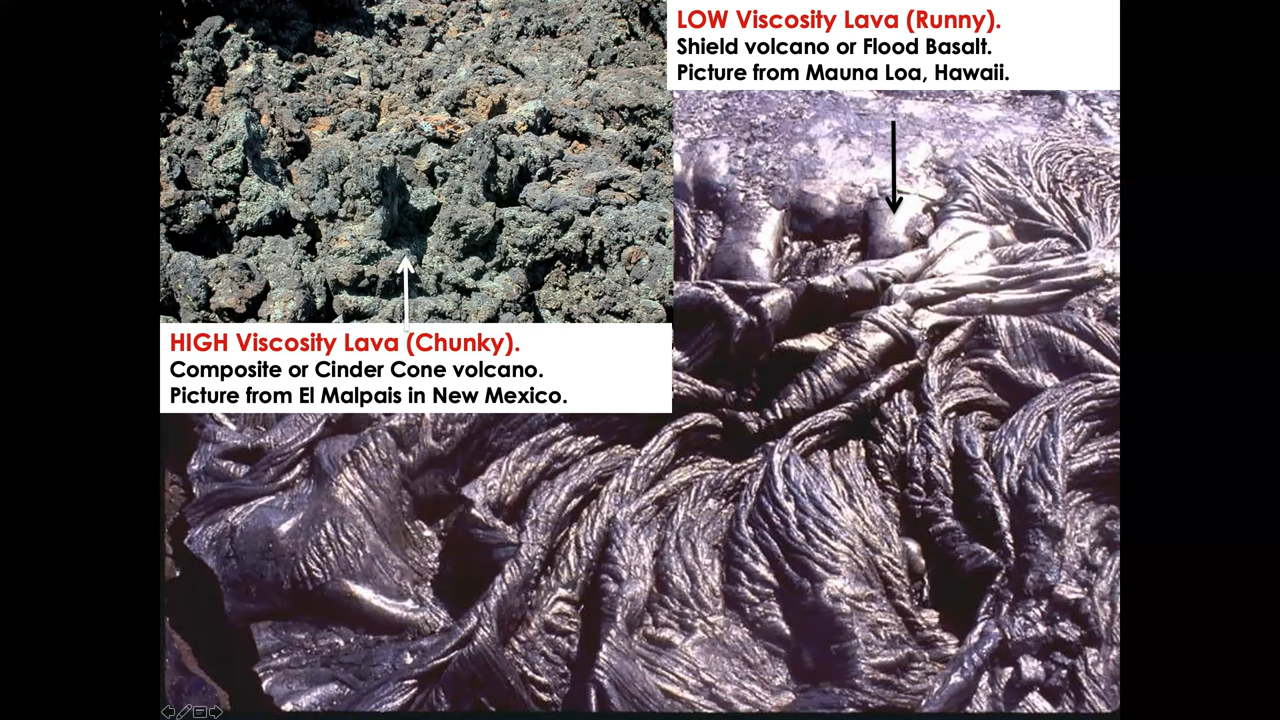 LOW Viscosity Lava (Runny).
Shield volcano or Flood Basalt.
Picture from Mauna Loa, Hawaii.
HIGH Viscosity Lava (Chunky).
Composite or Cinder Cone volcano.
Picture from El Malpais in New Mexico.